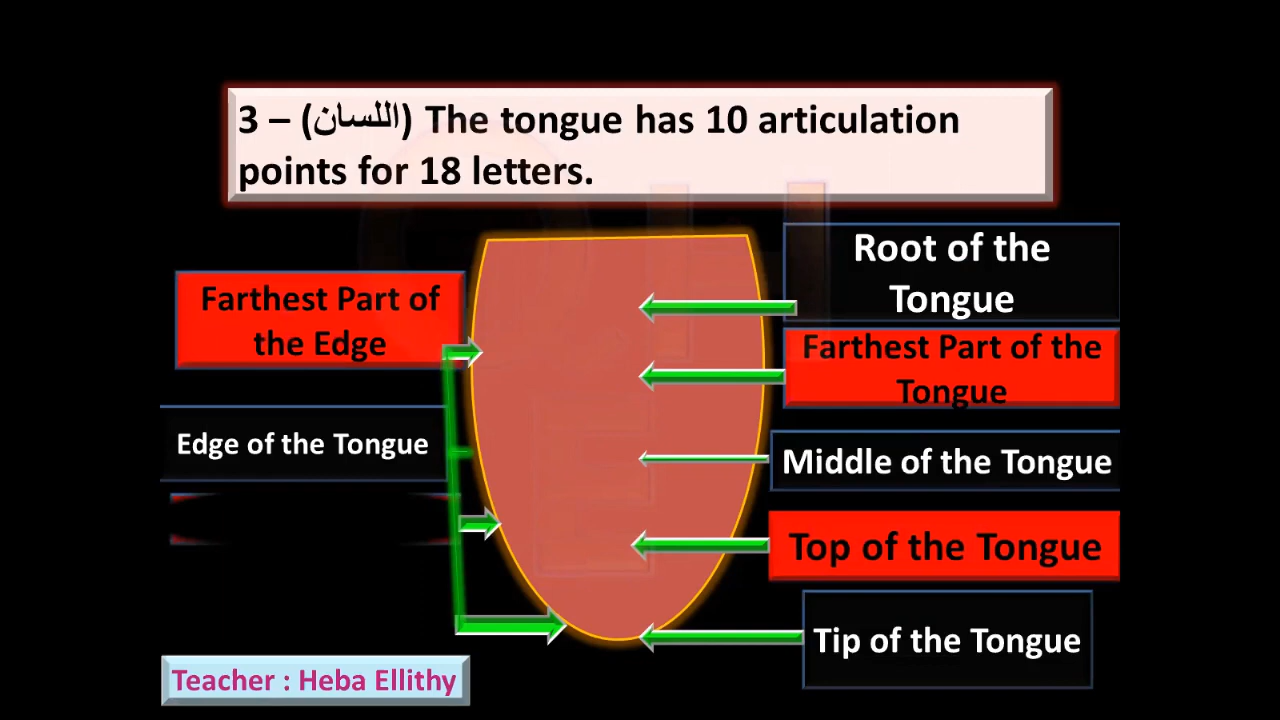 3 – (اللسان) The tongue has 10 articulation
points for 18 letters.
Root of the
Tongue
Farthest Part of
the Edge
Farthest Part of the
Tongue
Edge of the Tongue
Middle of the Tongue
Top of the Tongue
Tip of the Tongue
Teacher : Heba Ellithy